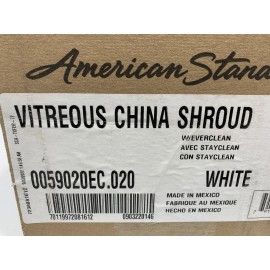 American Stand
VITREOUS CHINA SHROUD
W/EVERCLEAN
AVEC STAYCLEAN
CON STAYCLEAN
0059020EC.020 WHITE
MADE IN MEXICO
FABRIQUE AU MEXIQUE
HECHO EN MEXICO